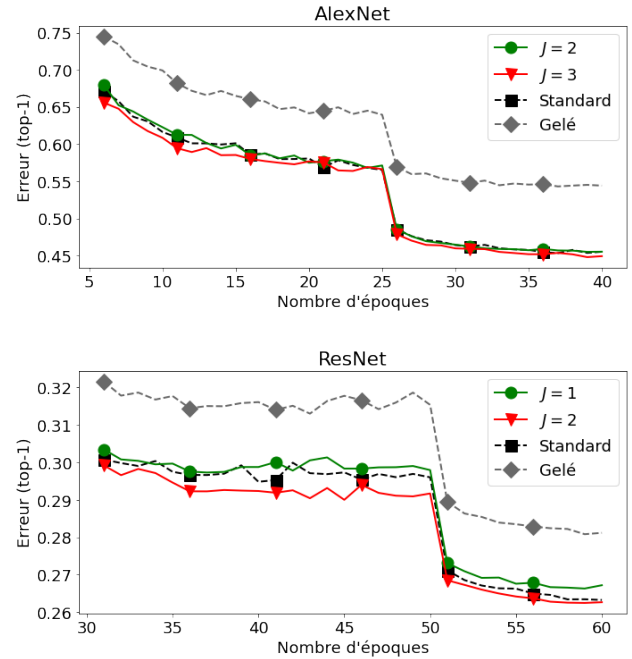 AlexNet
0.75
0.70
0.65
0.60
0.55
0.50
0.45
Erreur (top-1)
J = 2
J = 3
Standard
Gelé
5 10 15 20 25 30 35 40
Nombre d'époques
ResNet
0.32
0.31
0.30
0.29
0.28
0.27
0.26
Erreur (top-1)
J = 1
J = 2
Standard
Gelé
30 35 40 45 50 55 60
Nombre d'époques